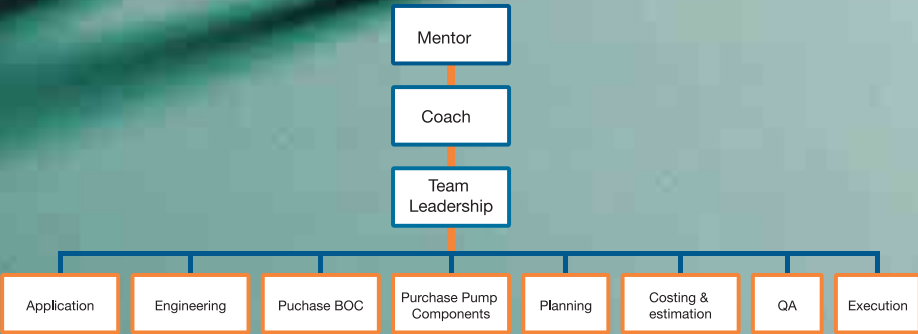 Mentor
Coach
Team
Leadership
Application
Engineering
Puchase BOC
Purchase Pump
Components
Planning
Costing &
estimation
QA
Execution